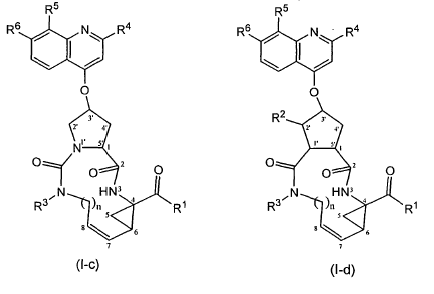 R⁵
R⁶
N
R⁴
O
3'
2'
4'
1'
N
5'
1
O
2
O
HN
3
O
N
R³
( )n
4
R¹
5
6
8
7
(I-c)
R⁵
R⁶
N
R⁴
O
R²
3'
2'
4'
1'
5'
1
O
2
O
HN
3
O
N
R³
( )n
4
R¹
5
6
8
7
(I-d)